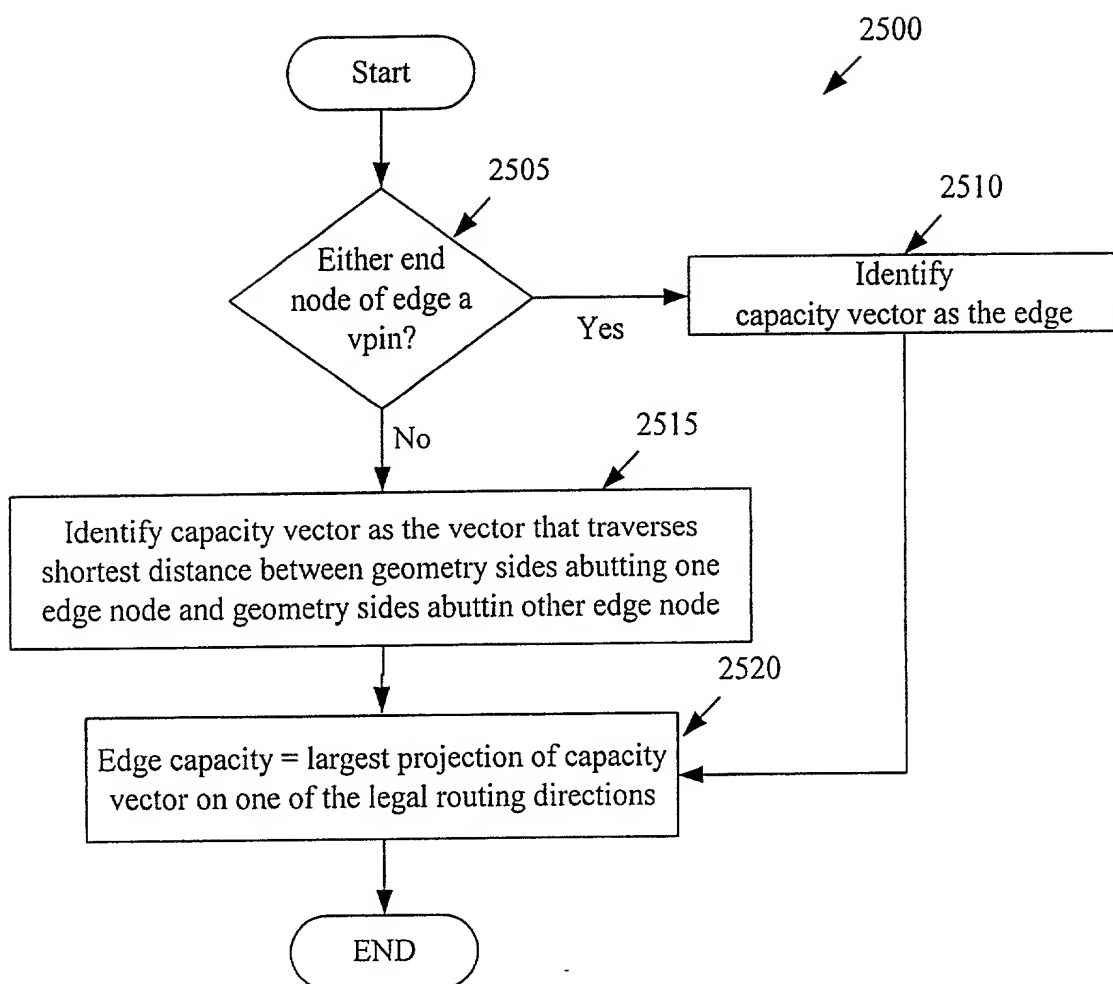 2500
Start
2505
Either end
node of edge a
vpin?
Yes
2510
Identify
capacity vector as the edge
No
2515
Identify capacity vector as the vector that traverses
shortest distance between geometry sides abutting one
edge node and geometry sides abuttin other edge node
2520
Edge capacity = largest projection of capacity
vector on one of the legal routing directions
END